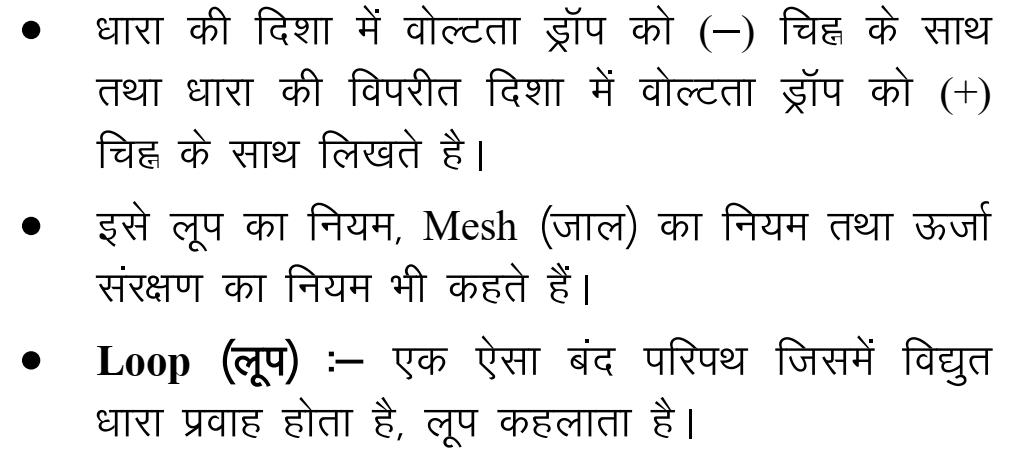 • धारा की दिशा में वोल्टता ड्रॉप को (–) चिह्न के साथ
तथा धारा की विपरीत दिशा में वोल्टता ड्रॉप को (+)
चिह्न के साथ लिखते है।
• इसे लूप का नियम, Mesh (जाल) का नियम तथा ऊर्जा
संरक्षण का नियम भी कहते हैं।
• Loop (लूप) :– एक ऐसा बंद परिपथ जिसमें विद्युत
धारा प्रवाह होता है, लूप कहलाता है।